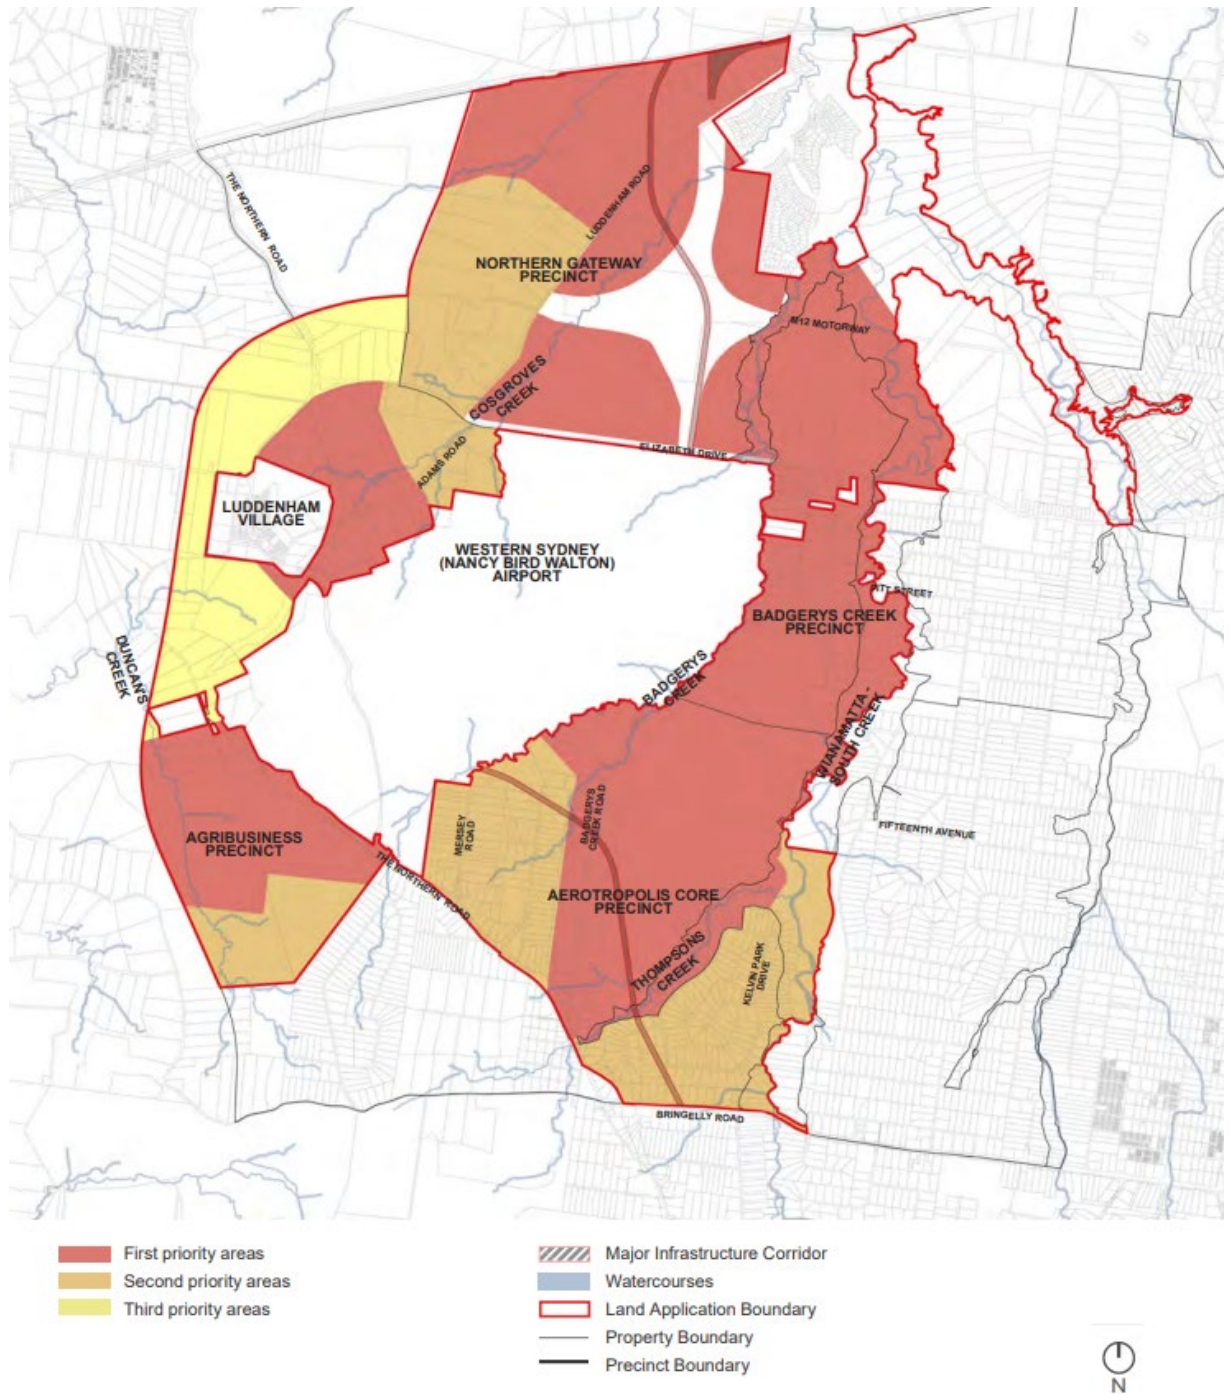 THE NORTHERN ROAD
LUDDENHAM ROAD
NORTHERN GATEWAY
PRECINCT
M12 MOTORWAY
COSGROVES
CREEK
ADAMS ROAD
ELIZABETH DRIVE
LUDDENHAM
VILLAGE
WESTERN SYDNEY
(NANCY BIRD WALTON)
AIRPORT
PITT STREET
BADGERYS CREEK
PRECINCT
DUNCAN'S
CREEK
BADGERYS
CREEK
WIANAMATTA -
SOUTH CREEK
MERSEY
ROAD
BADGERYS
CREEK ROAD
FIFTEENTH AVENUE
AGRIBUSINESS
PRECINCT
THE NORTHERN ROAD
AEROTROPOLIS CORE
PRECINCT
THOMPSONS
CREEK
KELVIN PARK
DRIVE
BRINGELLY ROAD
First priority areas
Second priority areas
Third priority areas
Major Infrastructure Corridor
Watercourses
Land Application Boundary
Property Boundary
Precinct Boundary
N